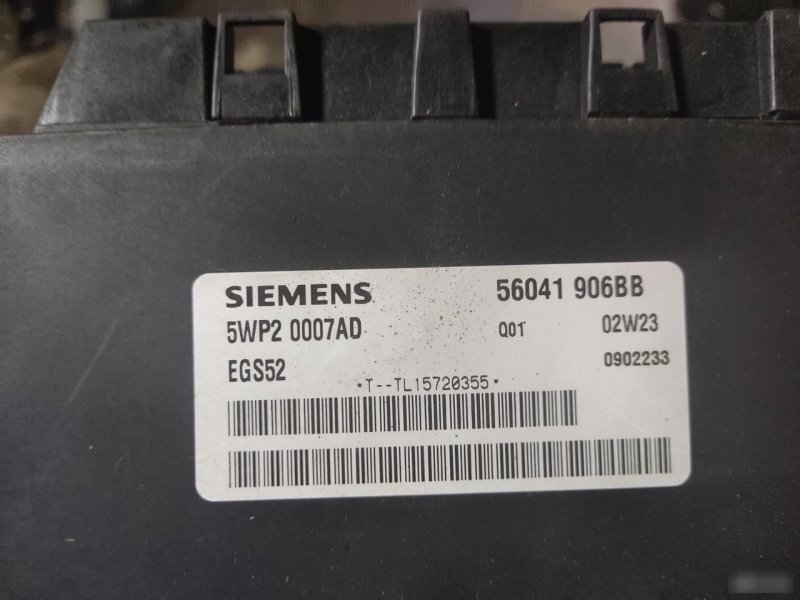 SIEMENS 56041 906BB
5WP2 0007AD Q01 02W23
EGS52 0902233
*T--TL15720355*